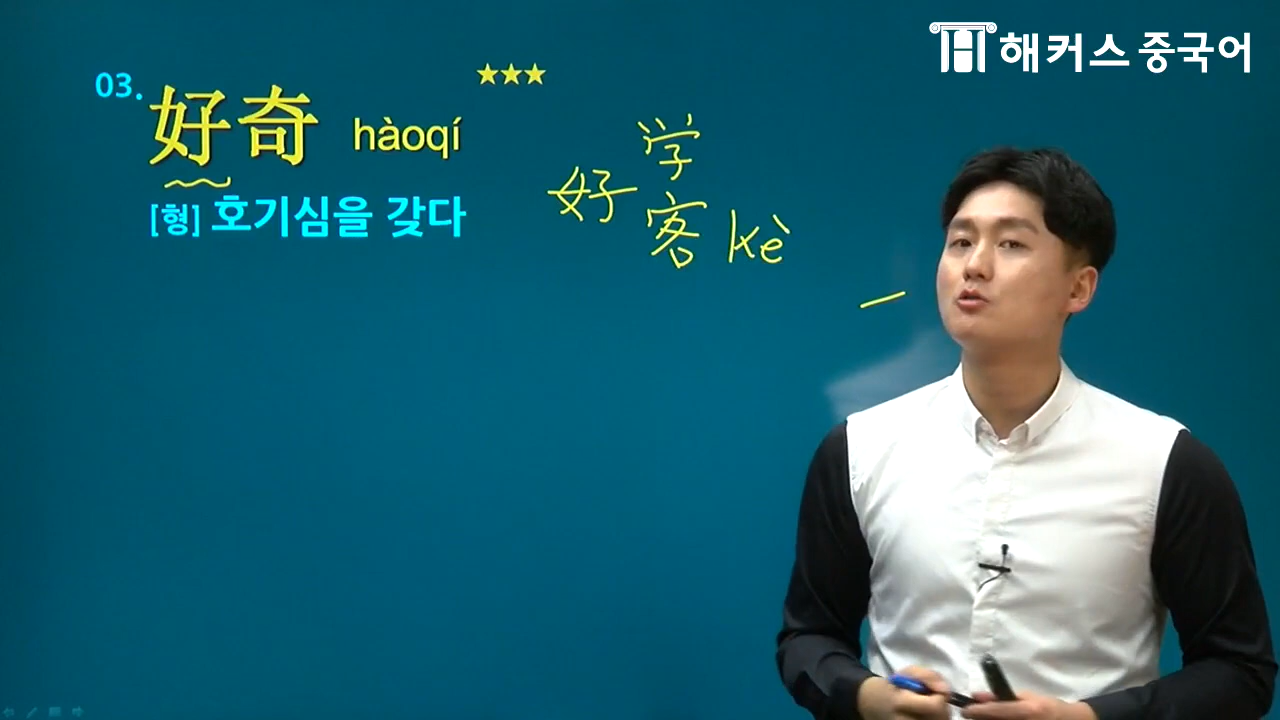 해커스 중국어
03. 好奇 hàoqí ★★★
[형] 호기심을 갖다
好 学
客 kè